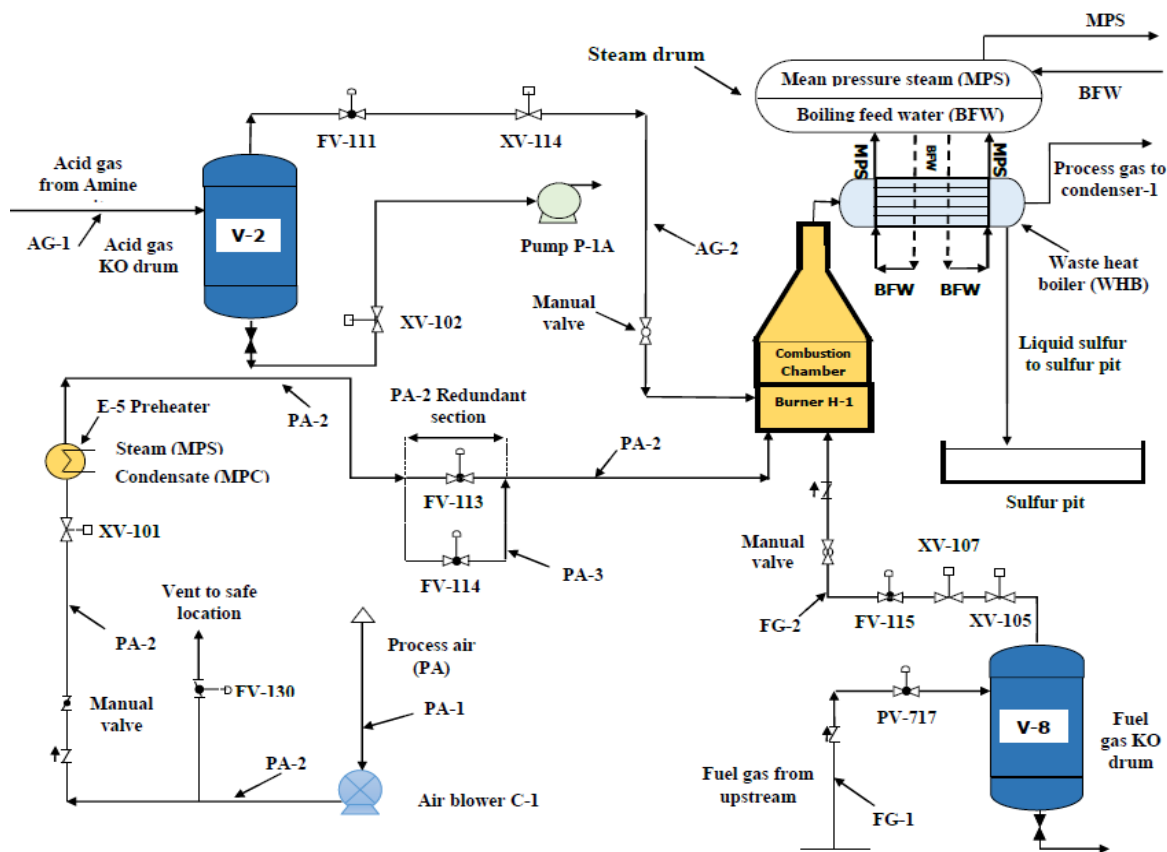 MPS
Steam drum
Mean pressure steam (MPS)
BFW
Boiling feed water (BFW)
FV-111
XV-114
MPS
BFW
MPS
Process gas to
condenser-1
Acid gas
from Amine
AG-1
Acid gas
KO drum
V-2
Pump P-1A
AG-2
BFW
BFW
Waste heat
boiler (WHB)
Manual
valve
XV-102
Liquid sulfur
to sulfur pit
Combustion
Chamber
Burner H-1
PA-2
PA-2 Redundant
section
E-5 Preheater
Steam (MPS)
Condensate (MPC)
PA-2
FV-113
Sulfur pit
XV-101
FV-114
PA-3
Manual
valve
XV-107
Vent to safe
location
FG-2
FV-115
XV-105
PA-2
Process air
(PA)
FV-130
Manual
valve
PA-1
PV-717
V-8
Fuel
gas KO
drum
PA-2
Air blower C-1
Fuel gas from
upstream
FG-1